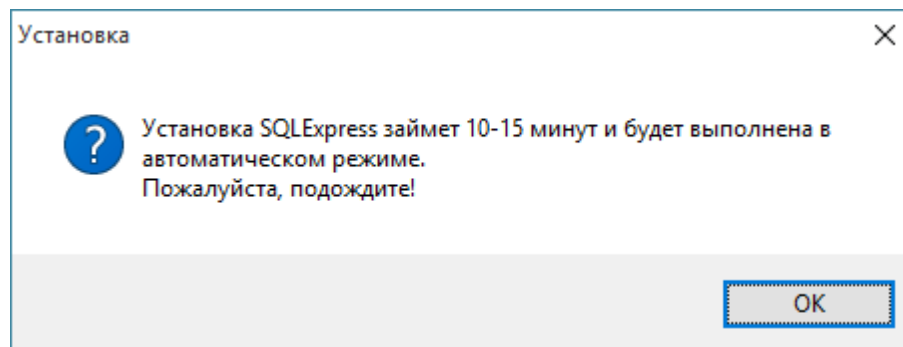 Установка
Установка SQLExpress займет 10-15 минут и будет выполнена в
автоматическом режиме.
Пожалуйста, подождите!
OK